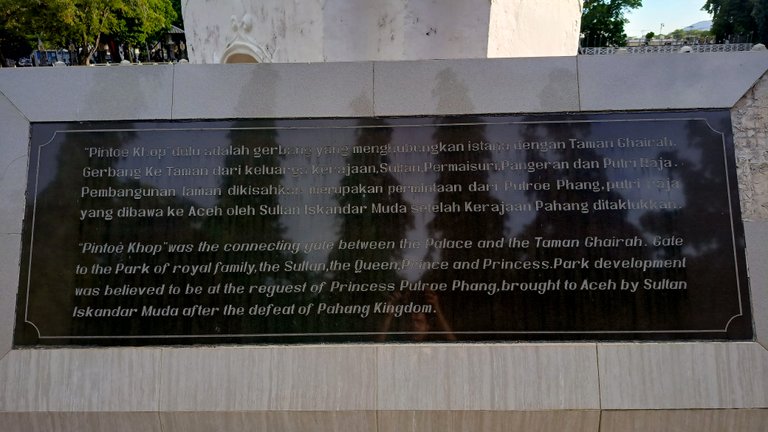 "Pintoe Khop" dulu adalah gerbang yang menghubungkan istana dengan Taman Ghairah.
Gerbang Ke Taman dari keluarga kerajaan,Sultan,Permaisuri,Pangeran dan Putri Raja.
Pembangunan taman dikisahkan merupakan permintaan dari Putroe Phang,putri raja
yang dibawa ke Aceh oleh Sultan Iskandar Muda setelah Kerajaan Pahang ditaklukkan.
"Pintoe Khop"was the connecting gate between the Palace and the Taman Ghairah. Gate
to the Park of royal family,the Sultan,the Queen,Prince and Princess.Park development
was believed to be at the reguest of Princess Putroe Phang,brought to Aceh by Sultan
Iskandar Muda after the defeat of Pahang Kingdom.